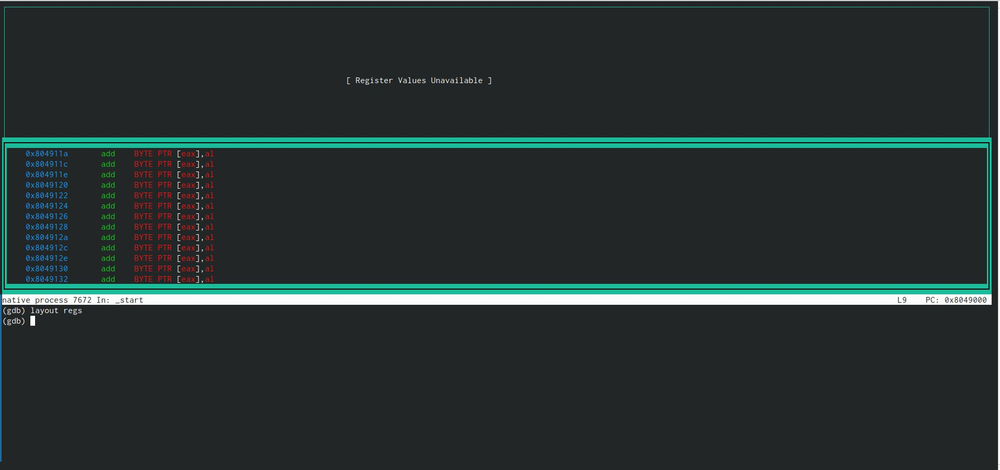 [ Register Values Unavailable ]
0x804911a add BYTE PTR [eax],al
0x804911c add BYTE PTR [eax],al
0x804911e add BYTE PTR [eax],al
0x8049120 add BYTE PTR [eax],al
0x8049122 add BYTE PTR [eax],al
0x8049124 add BYTE PTR [eax],al
0x8049126 add BYTE PTR [eax],al
0x8049128 add BYTE PTR [eax],al
0x804912a add BYTE PTR [eax],al
0x804912c add BYTE PTR [eax],al
0x804912e add BYTE PTR [eax],al
0x8049130 add BYTE PTR [eax],al
0x8049132 add BYTE PTR [eax],al
native process 7672 In: _start L9 PC: 0x8049000
(gdb) layout regs
(gdb)